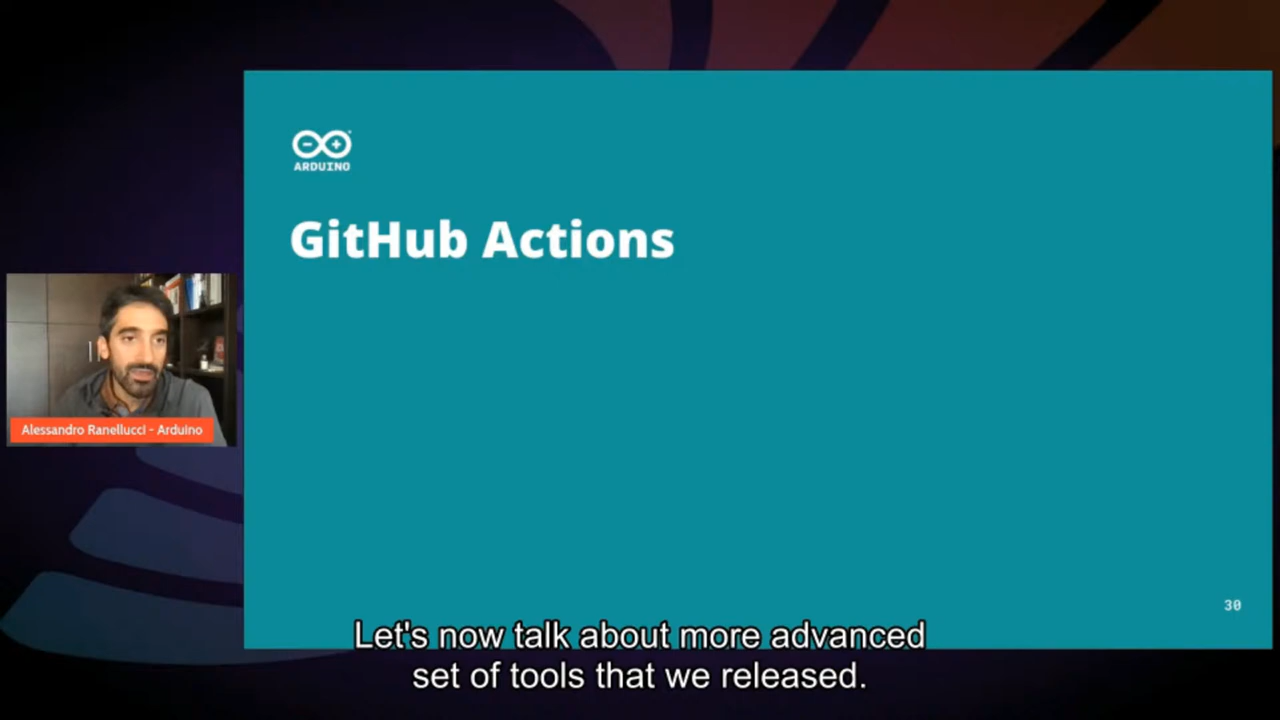 ARDUINO
GitHub Actions
Alessandro Ranellucci - Arduino
30
Let's now talk about more advanced
set of tools that we released.